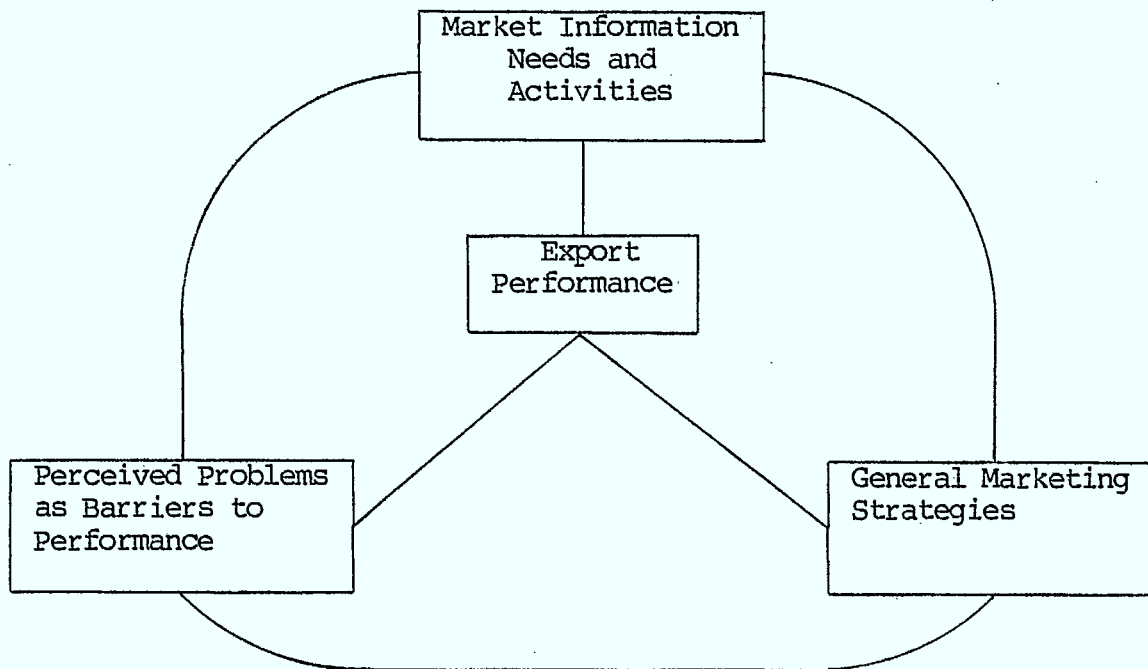 Market Information
Needs and
Activities
Export
Performance
Perceived Problems
as Barriers to
Performance
General Marketing
Strategies